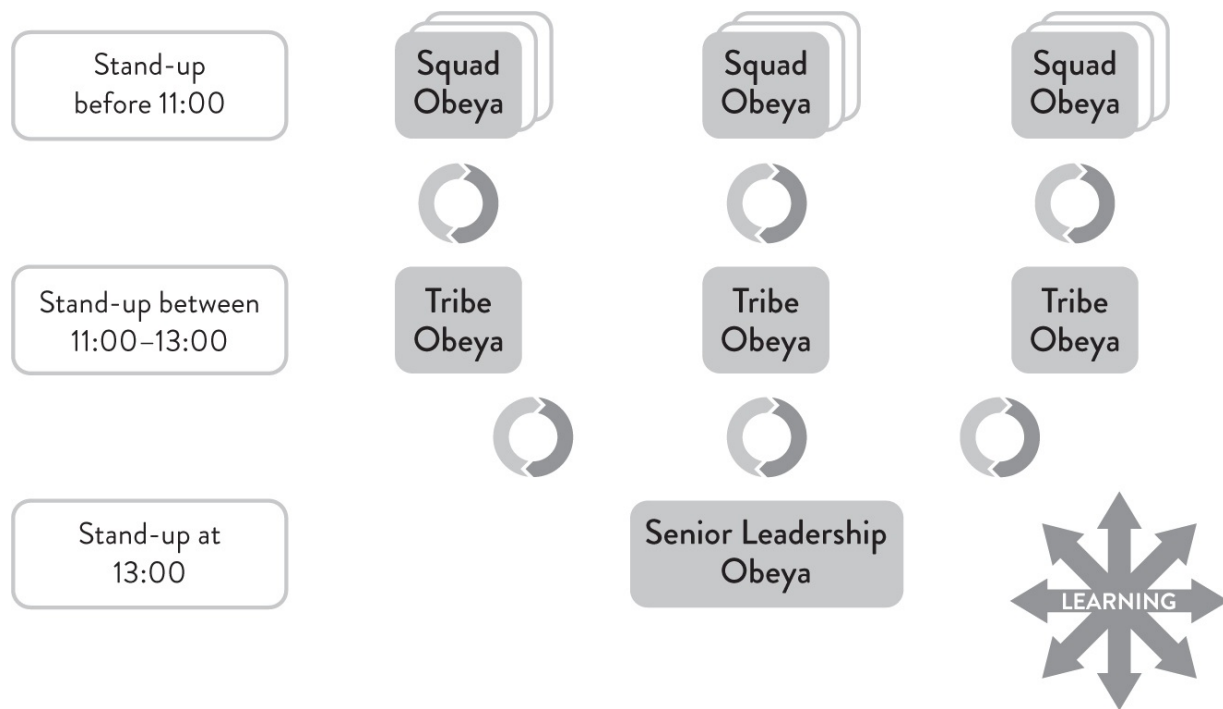 Stand-up
before 11:00
Squad
Obeya
Squad
Obeya
Squad
Obeya
Stand-up between
11:00–13:00
Tribe
Obeya
Tribe
Obeya
Tribe
Obeya
Stand-up at
13:00
Senior Leadership
Obeya
LEARNING